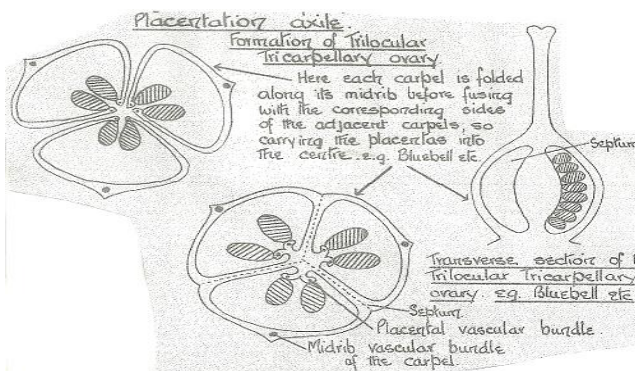 Placentation axile.
Formation of Trilocular
Tricarpellary ovary.
Here each carpel is folded
along its midrib before fusing
with the corresponding sides
of the adjacent carpels, so
carrying the placentas into
the centre. e.g. Bluebell etc.
Septum
Transverse section of
Trilocular Tricarpellary
ovary. e.g. Bluebell etc.
Septum
Placental vascular bundle.
Midrib vascular bundle
of the carpel.